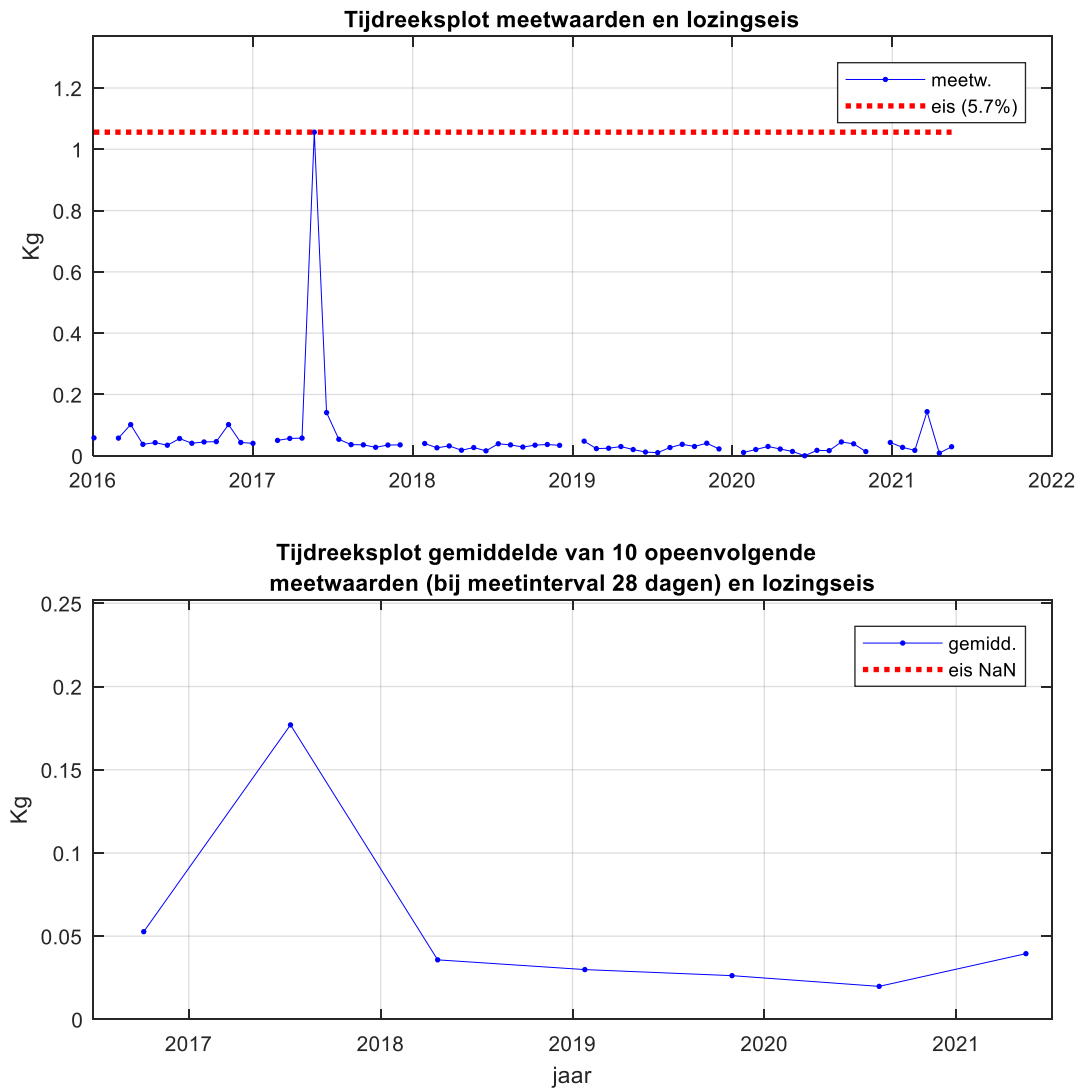 Tijdreeksplot meetwaarden en lozingseis
meetw.
eis (5.7%)
Kg
1.2
1
0.8
0.6
0.4
0.2
0
2016 2017 2018 2019 2020 2021 2022
Tijdreeksplot gemiddelde van 10 opeenvolgende
meetwaarden (bij meetinterval 28 dagen) en lozingseis
gemidd.
eis NaN
Kg
0.25
0.2
0.15
0.1
0.05
0
2017 2018 2019 2020 2021
jaar